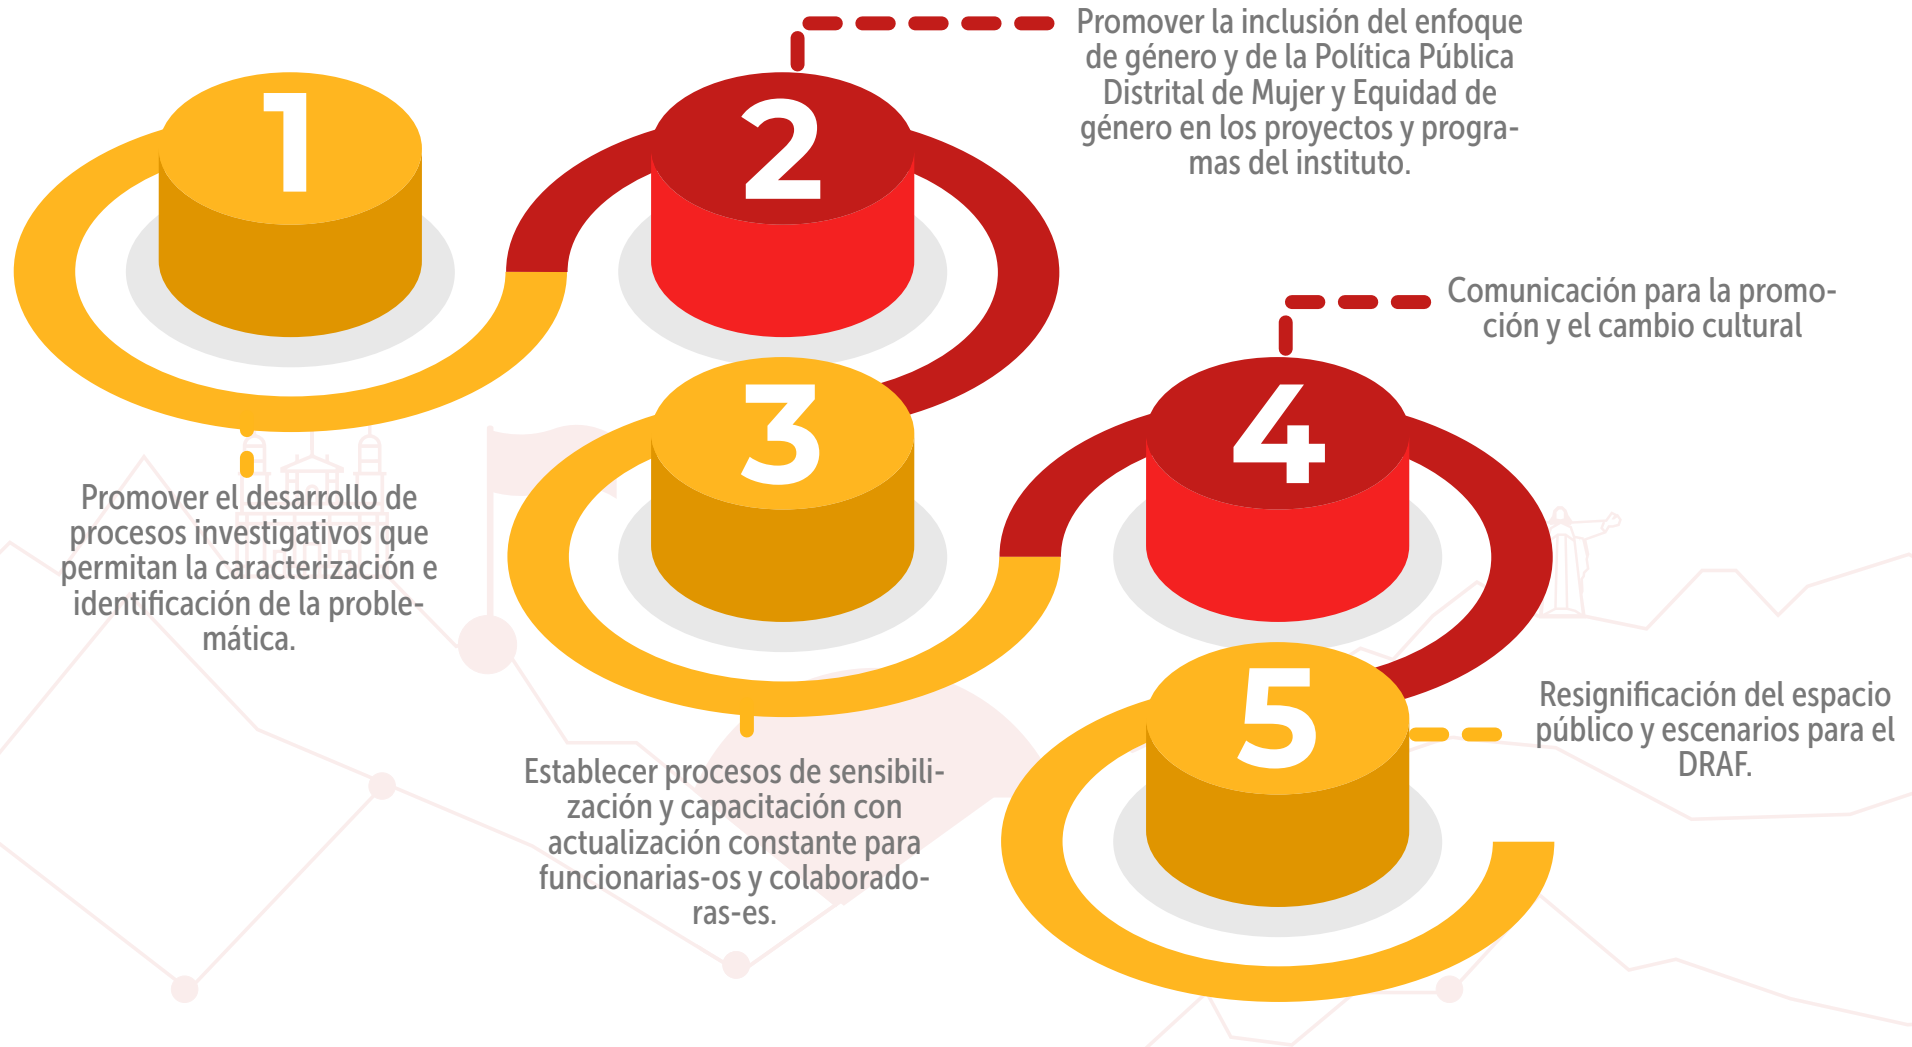 1
Promover el desarrollo de
procesos investigativos que
permitan la caracterización e
identificación de la proble-
mática.
2
Promover la inclusión del enfoque
de género y de la Política Pública
Distrital de Mujer y Equidad de
género en los proyectos y progra-
mas del instituto.
3
Establecer procesos de sensibili-
zación y capacitación con
actualización constante para
funcionarias-os y colaborado-
ras-es.
4
Comunicación para la promo-
ción y el cambio cultural
5
Resignificación del espacio
público y escenarios para el
DRAF.